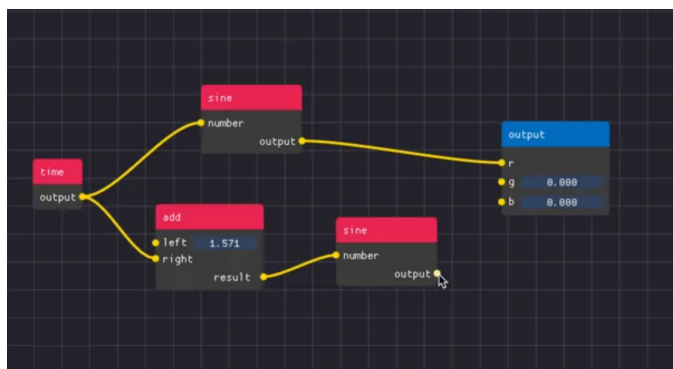 sine
number
output
output
r
g 0.000
b 0.000
time
output
add
left 1.571
right
result
sine
number
output